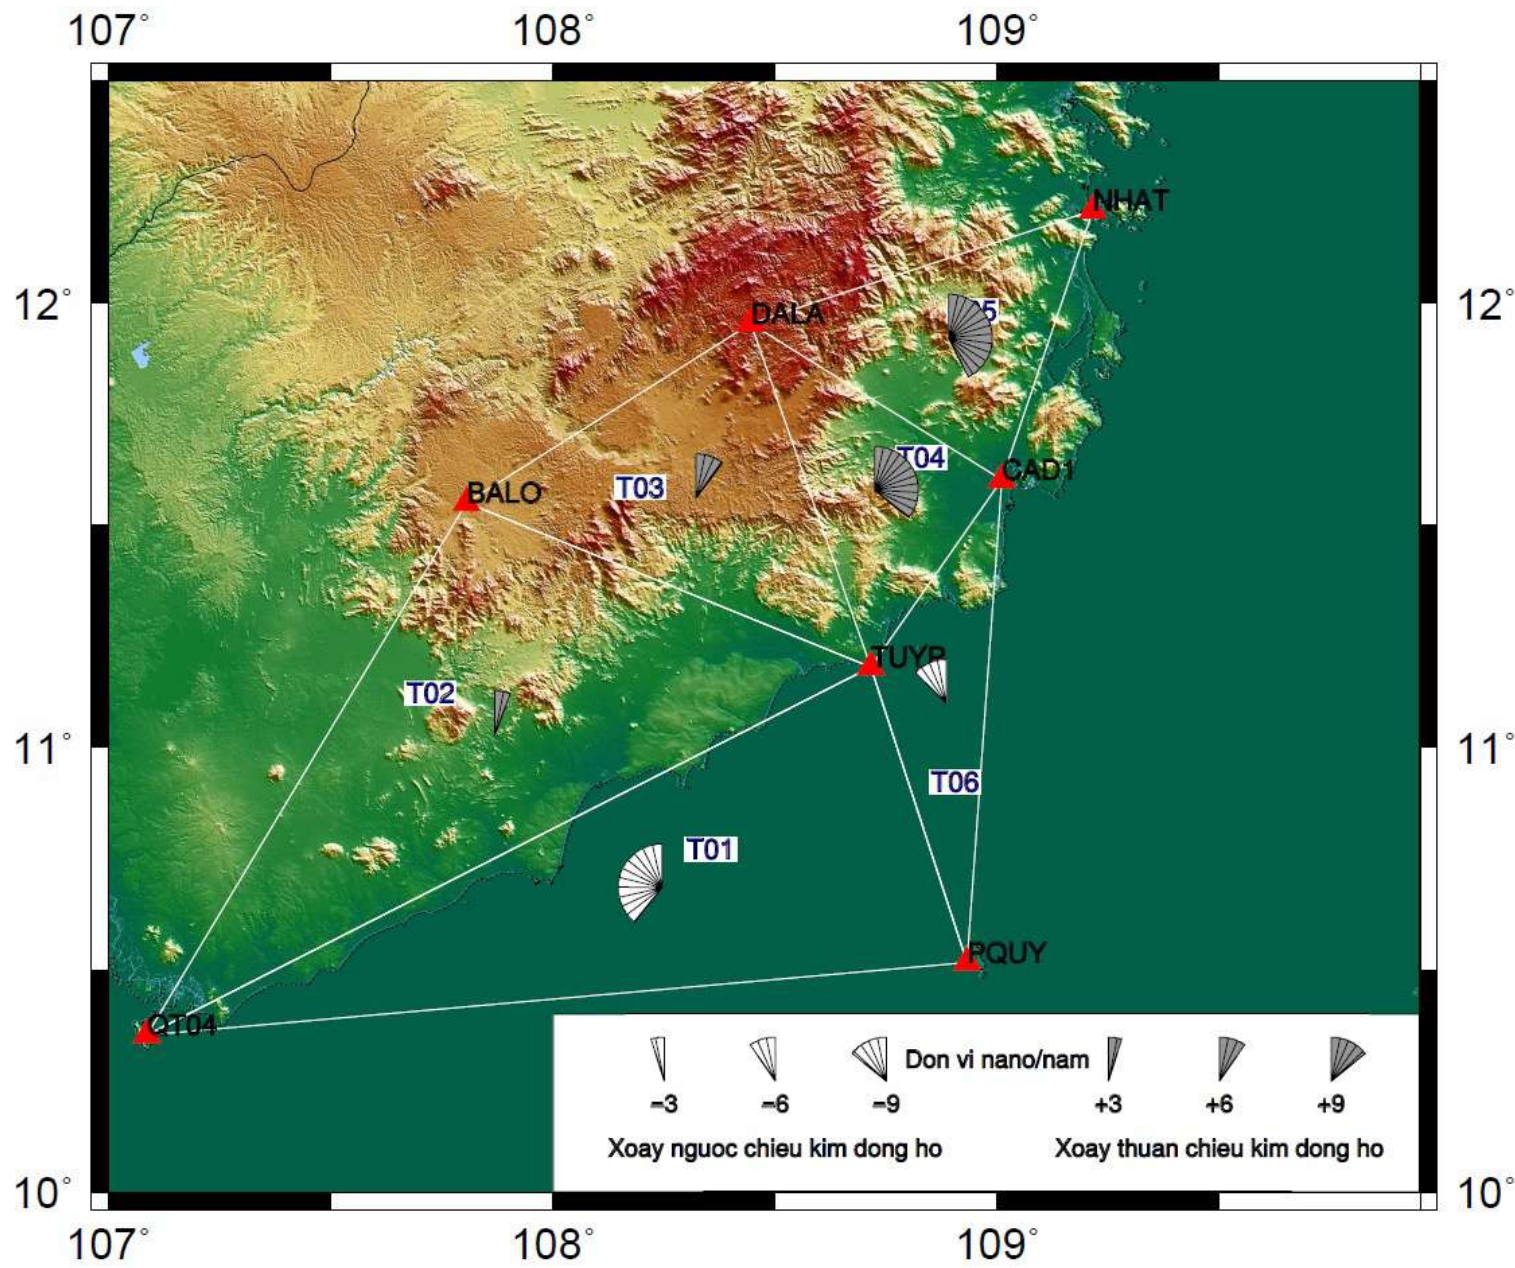 107° 108° 109°
NHAT
12° DALA 12°
T04
CAD1
BALO T03
TUYP
T02
11° 11°
T06
T01
PQUY
QT04
Don vi nano/nam
−3 −6 −9 +3 +6 +9
Xoay nguoc chieu kim dong ho Xoay thuan chieu kim dong ho
10° 10°
107° 108° 109°